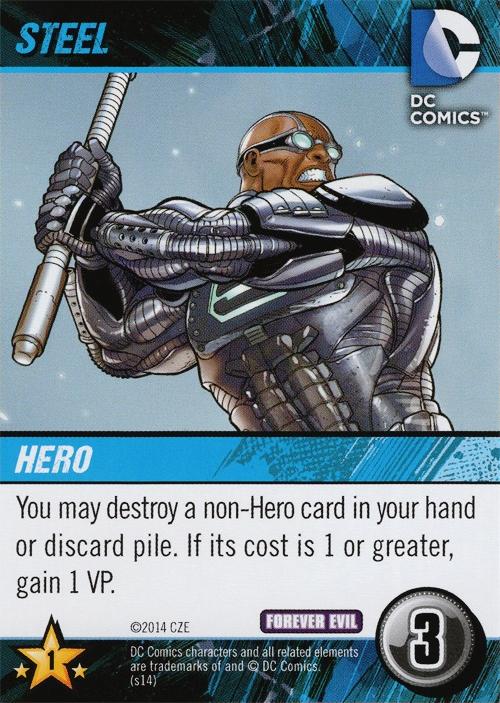 STEEL
DC
COMICS™
HERO
You may destroy a non-Hero card in your hand
or discard pile. If its cost is 1 or greater,
gain 1 VP.
©2014 CZE
FOREVER EVIL
1
DC Comics characters and all related elements
are trademarks of and © DC Comics.
(s14)
3